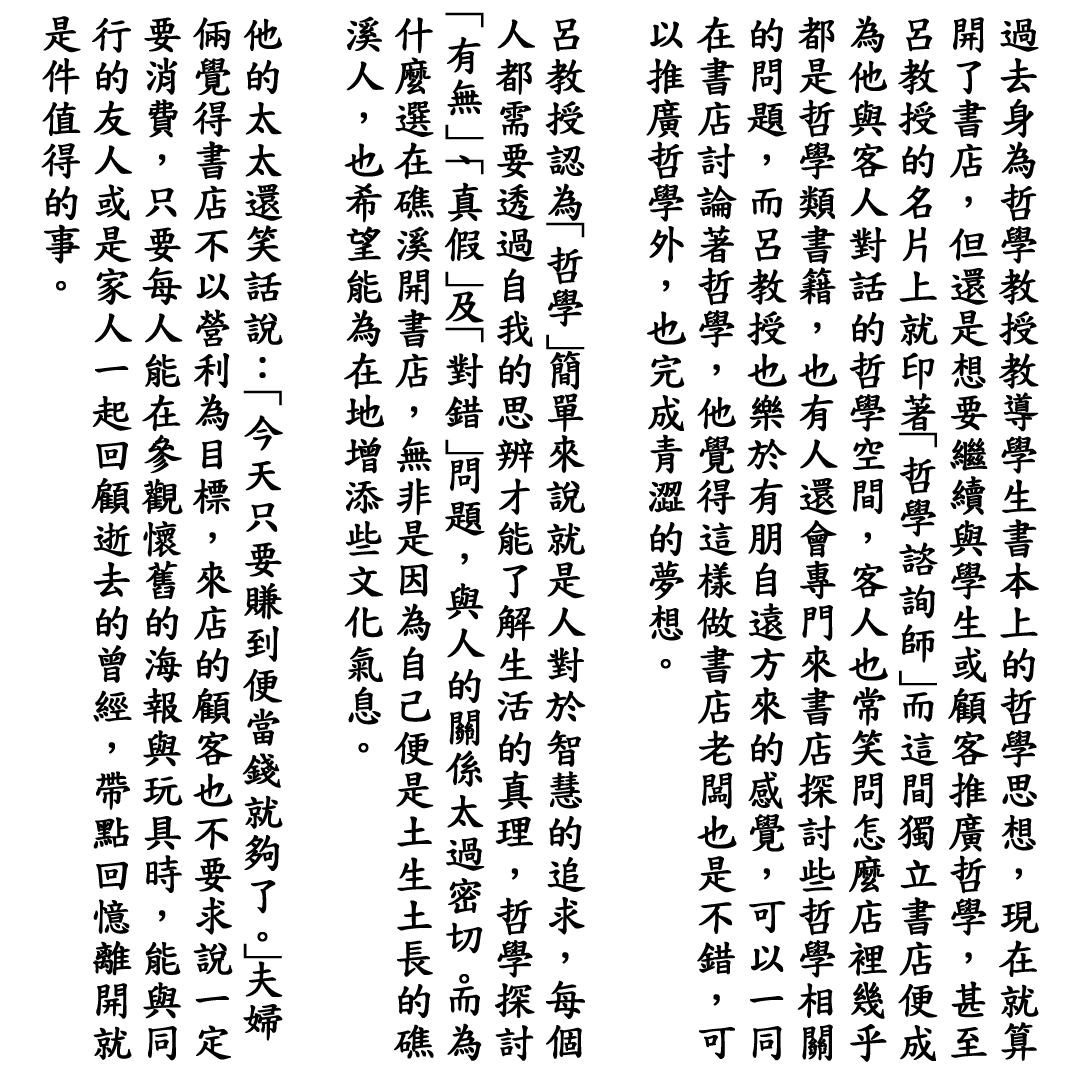 過去身為哲學教授教導學生書本上的哲學思想，現在就算
開了書店，但還是想要繼續與學生或顧客推廣哲學，甚至
呂教授的名片上就印著「哲學諮詢師」而這間獨立書店便成
為他與客人對話的哲學空間，客人也常笑問怎麼店裡幾乎
都是哲學類書籍，也有人還會專門來書店探討些哲學相關
的問題，而呂教授也樂於有朋自遠方來的感覺，可以一同
在書店討論著哲學，他覺得這樣做書店老闆也是不錯，可
以推廣哲學外，也完成青澀的夢想。
呂教授認為「哲學」簡單來說就是人對於智慧的追求，每個
人都需要透過自我的思辨才能了解生活的真理，哲學探討
「有無」、「真假」及「對錯」問題，與人的關係太過密切。而為
什麼選在礁溪開書店，無非是因為自己便是土生土長的礁
溪人，也希望能為在地增添些文化氣息。
他的太太還笑話說：「今天只要賺到便當錢就夠了。」夫婦
倆覺得書店不以營利為目標，來店的顧客也不要求說一定
要消費，只要每人能在參觀懷舊的海報與玩具時，能與同
行的友人或是家人一起回顧逝去的曾經，帶點回憶離開就
是件值得的事。